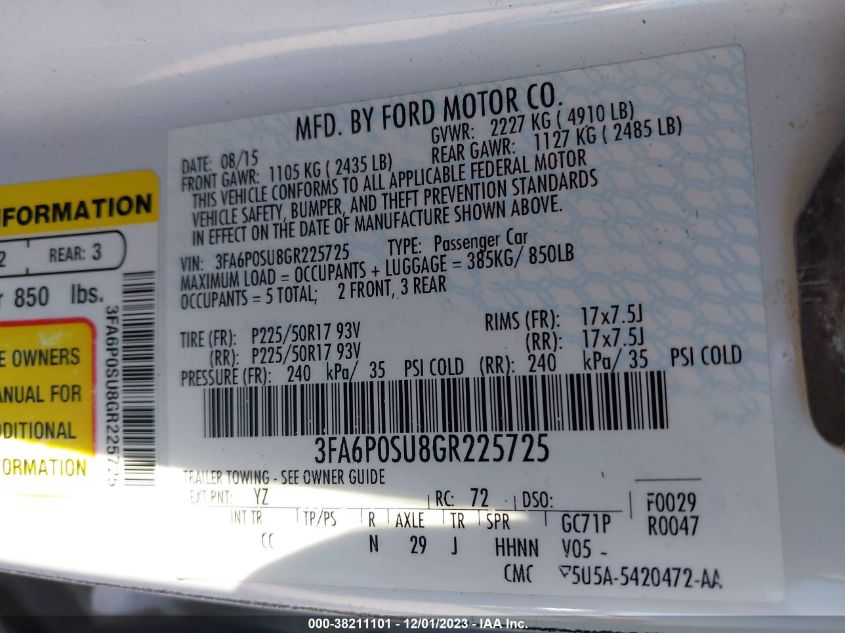 MFD. BY FORD MOTOR CO.
DATE: 08/15 GVWR: 2227 KG ( 4910 LB)
FRONT GAWR: 1105 KG ( 2435 LB) REAR GAWR: 1127 KG ( 2485 LB)
THIS VEHICLE CONFORMS TO ALL APPLICABLE FEDERAL MOTOR
VEHICLE SAFETY, BUMPER, AND THEFT PREVENTION STANDARDS
IN EFFECT ON THE DATE OF MANUFACTURE SHOWN ABOVE.
VIN: 3FA6P0SU8GR225725 TYPE: Passenger Car
MAXIMUM LOAD = OCCUPANTS + LUGGAGE = 385KG/ 850LB
OCCUPANTS = 5 TOTAL; 2 FRONT, 3 REAR
TIRE (FR): P225/50R17 93V RIMS (FR): 17x7.5J
(RR): P225/50R17 93V (RR): 17x7.5J
PRESSURE (FR): 240 kPa/ 35 PSI COLD (RR): 240 kPa/ 35 PSI COLD
3FA6P0SU8GR225725
TRAILER TOWING - SEE OWNER GUIDE
EXT PNT: YZ RC: 72 DSO: F0029
INT TR TP/PS R AXLE TR SPR GC71P R0047
CC N 29 J HHNN V05 -
CMC 5U5A-5420472-AA
INFORMATION
2 REAR: 3
850 lbs.
OWNERS
MANUAL FOR
ADDITIONAL
INFORMATION
3FA6P0SU8GR225725
000-38211101 - 12/01/2023 - IAA Inc.